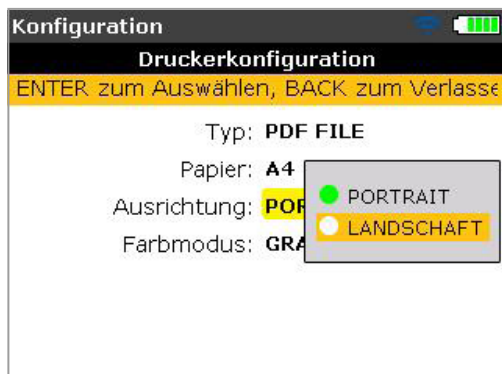 Konfiguration
Druckerkonfiguration
ENTER zum Auswählen, BACK zum Verlasse
Typ: PDF FILE
Papier: A4
PORTRAIT
Ausrichtung: POR
LANDSCHAFT
Farbmodus: GRA